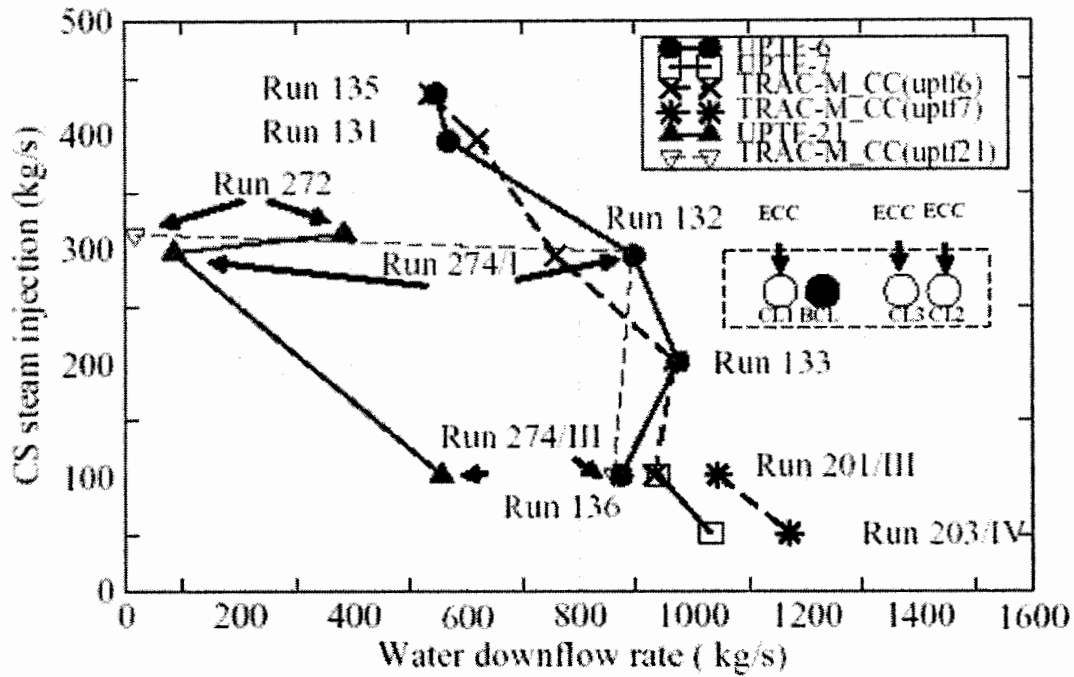 500
400
300
200
100
0
CS steam injection (kg/s)
0 200 400 600 800 1000 1200 1400 1600
Water downflow rate ( kg/s)
UPTF-6
UPTF-7
TRAC-M_CC(uptf6)
TRAC-M_CC(uptf7)
UPTF-21
TRAC-M_CC(uptf21)
Run 135
Run 131
Run 272
Run 132
Run 274/I
ECC ECC ECC
CL1 BCL CL3 CL2
Run 133
Run 274/III
Run 201/III
Run 136
Run 203/IV